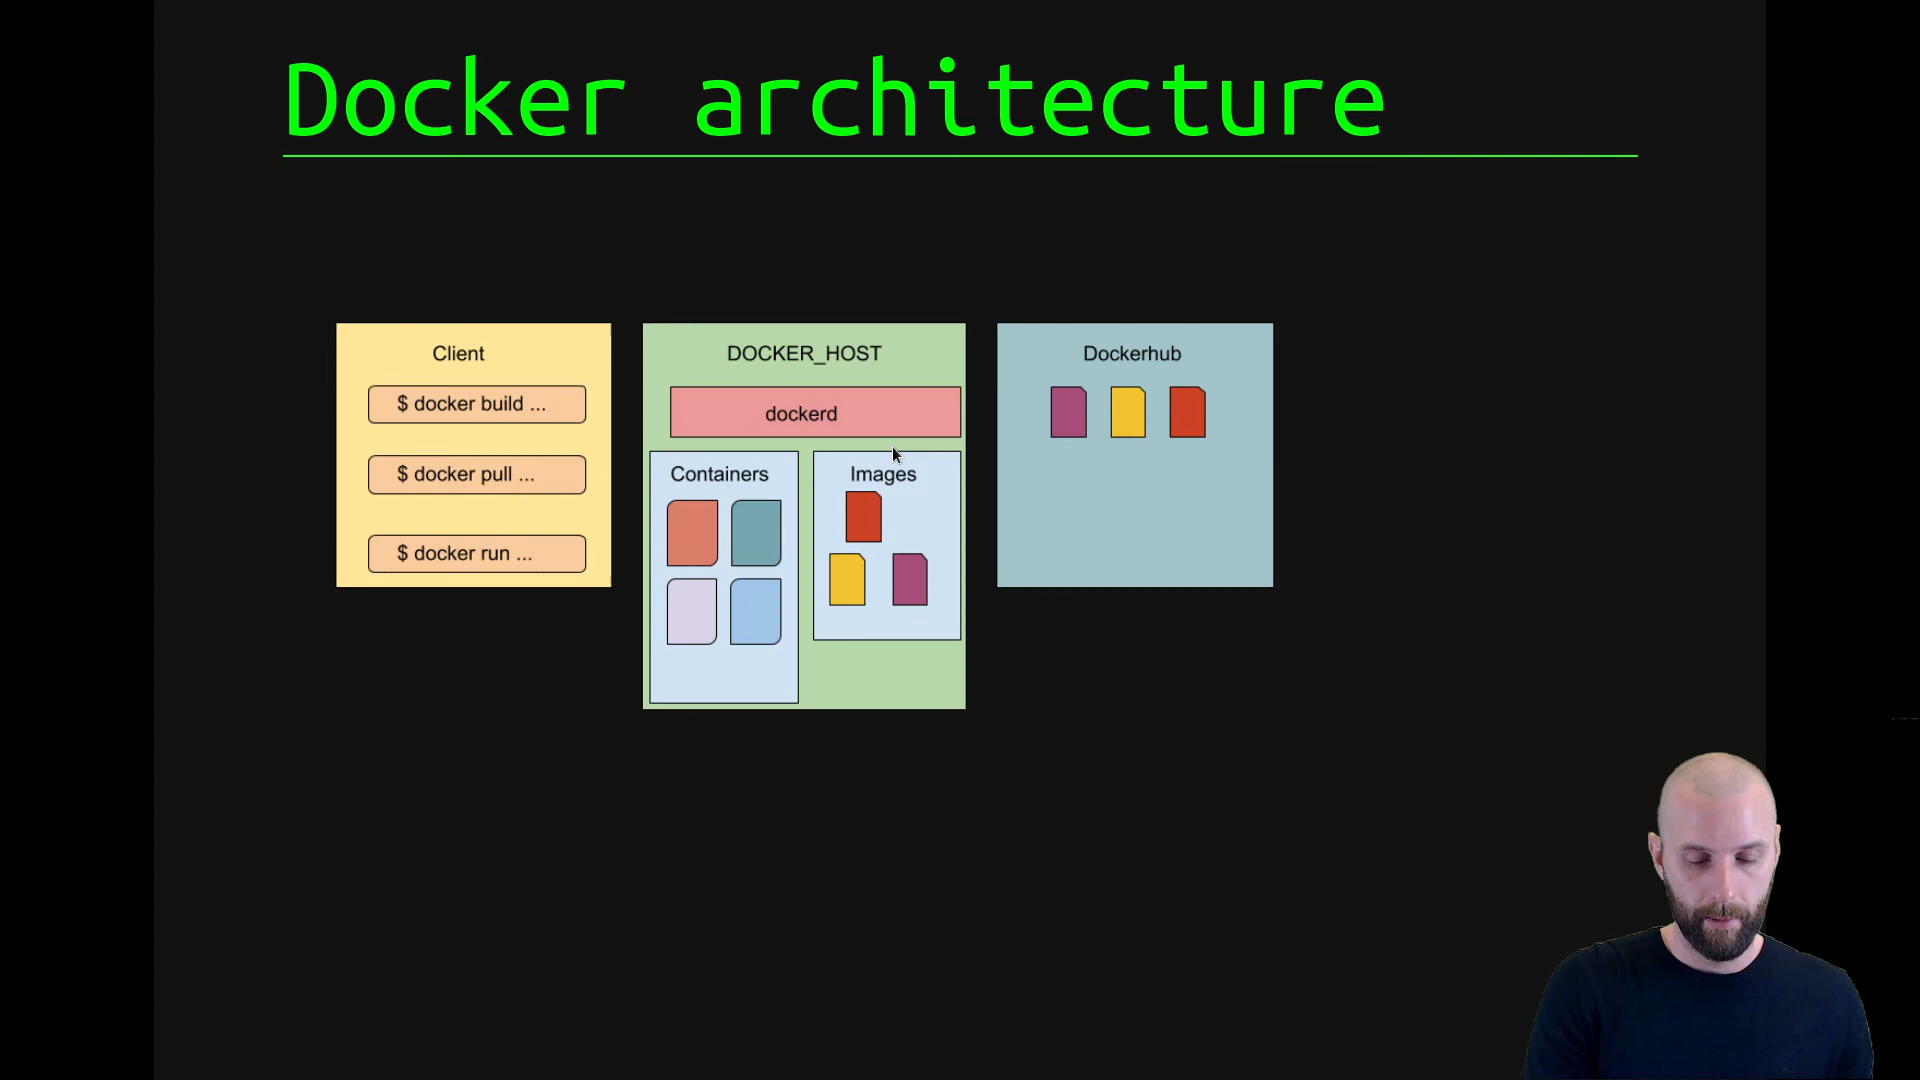 Docker architecture
Client
$ docker build ...
$ docker pull ...
$ docker run ...
DOCKER_HOST
dockerd
Containers
Images
Dockerhub